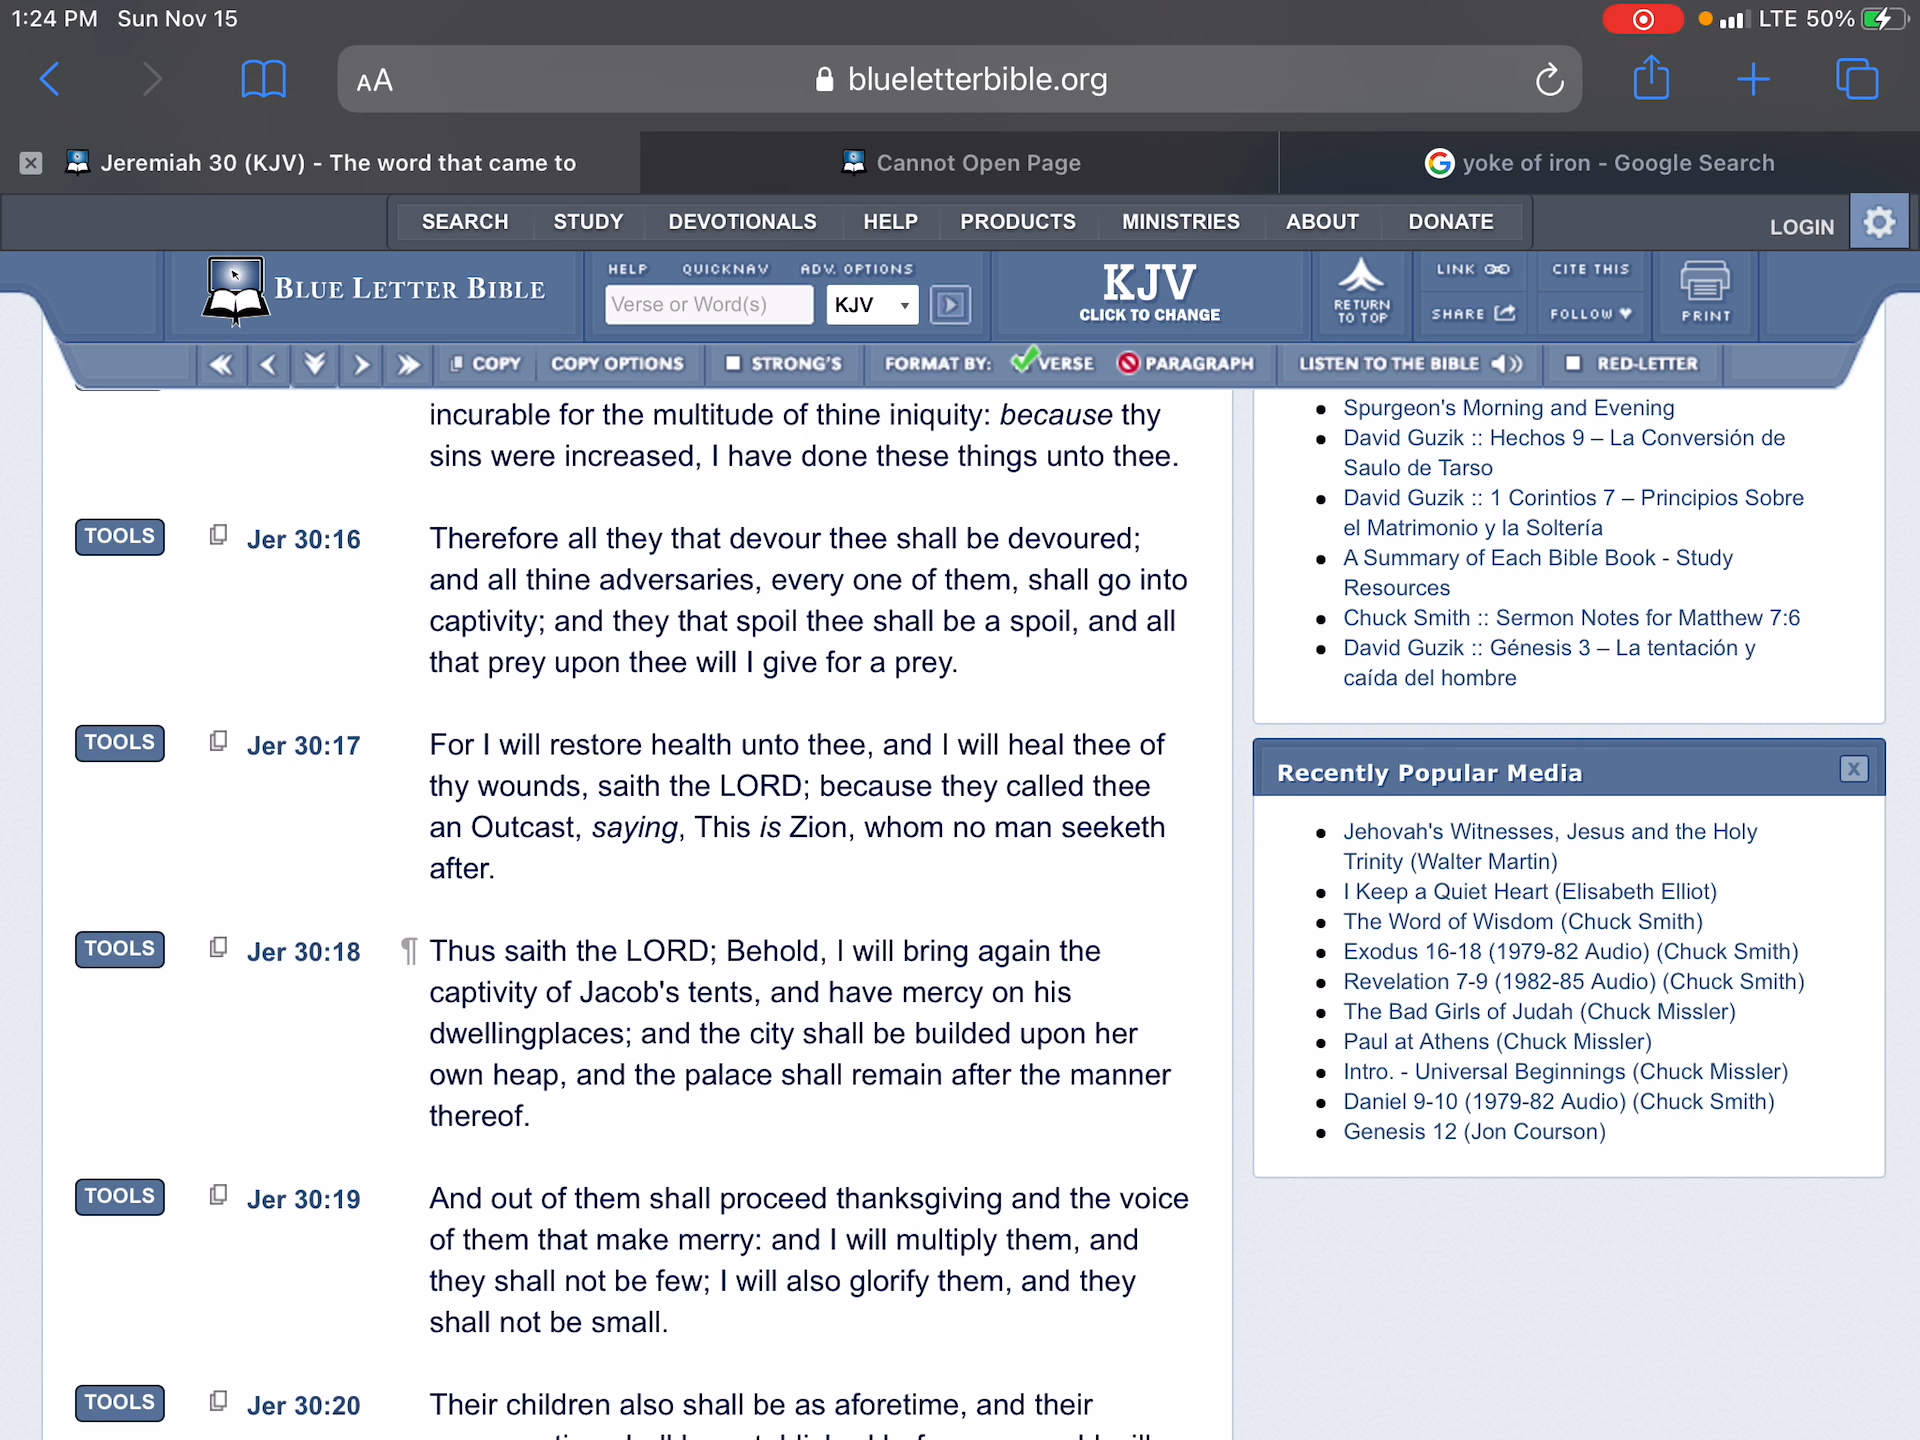 1:24 PM Sun Nov 15
LTE 50%
AA
blueletterbible.org
Jeremiah 30 (KJV) - The word that came to
Cannot Open Page
yoke of iron - Google Search
SEARCH STUDY DEVOTIONALS HELP PRODUCTS MINISTRIES ABOUT DONATE
LOGIN
BLUE LETTER BIBLE
HELP QUICKNAV ADV. OPTIONS
Verse or Word(s)
KJV
KJV
CLICK TO CHANGE
RETURN
TO TOP
LINK
CITE THIS
SHARE
FOLLOW
PRINT
COPY COPY OPTIONS STRONG'S FORMAT BY: VERSE PARAGRAPH LISTEN TO THE BIBLE RED-LETTER
incurable for the multitude of thine iniquity: because thy
sins were increased, I have done these things unto thee.
TOOLS Jer 30:16 Therefore all they that devour thee shall be devoured;
and all thine adversaries, every one of them, shall go into
captivity; and they that spoil thee shall be a spoil, and all
that prey upon thee will I give for a prey.
TOOLS Jer 30:17 For I will restore health unto thee, and I will heal thee of
thy wounds, saith the LORD; because they called thee
an Outcast, saying, This is Zion, whom no man seeketh
after.
TOOLS Jer 30:18 ¶ Thus saith the LORD; Behold, I will bring again the
captivity of Jacob's tents, and have mercy on his
dwellingplaces; and the city shall be builded upon her
own heap, and the palace shall remain after the manner
thereof.
TOOLS Jer 30:19 And out of them shall proceed thanksgiving and the voice
of them that make merry: and I will multiply them, and
they shall not be few; I will also glorify them, and they
shall not be small.
TOOLS Jer 30:20 Their children also shall be as aforetime, and their
Spurgeon's Morning and Evening
David Guzik :: Hechos 9 – La Conversión de
Saulo de Tarso
David Guzik :: 1 Corintios 7 – Principios Sobre
el Matrimonio y la Soltería
A Summary of Each Bible Book - Study
Resources
Chuck Smith :: Sermon Notes for Matthew 7:6
David Guzik :: Génesis 3 – La tentación y
caída del hombre
Recently Popular Media
X
Jehovah's Witnesses, Jesus and the Holy
Trinity (Walter Martin)
I Keep a Quiet Heart (Elisabeth Elliot)
The Word of Wisdom (Chuck Smith)
Exodus 16-18 (1979-82 Audio) (Chuck Smith)
Revelation 7-9 (1982-85 Audio) (Chuck Smith)
The Bad Girls of Judah (Chuck Missler)
Paul at Athens (Chuck Missler)
Intro. - Universal Beginnings (Chuck Missler)
Daniel 9-10 (1979-82 Audio) (Chuck Smith)
Genesis 12 (Jon Courson)